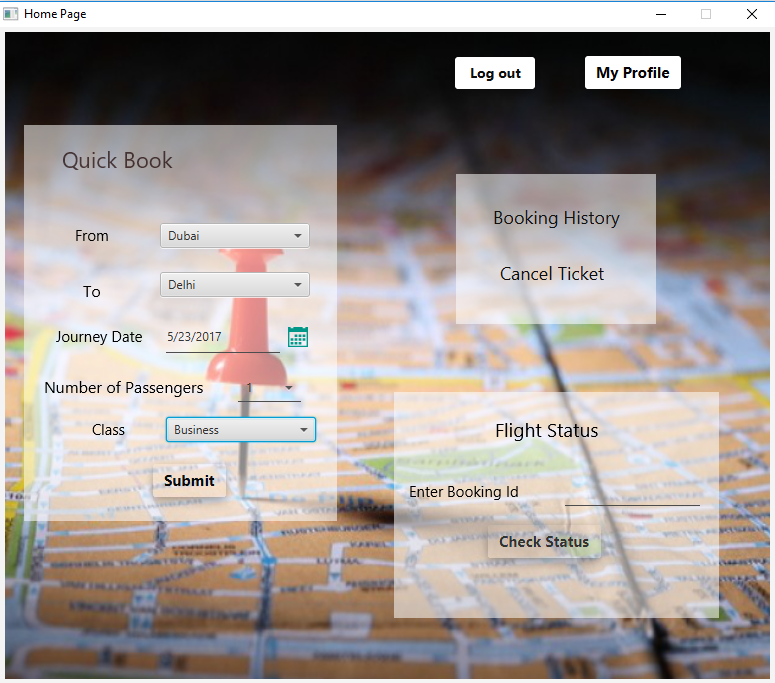 Home Page
Log out
My Profile
Quick Book
From
Dubai
To
Delhi
Journey Date
5/23/2017
Number of Passengers
1
Class
Business
Submit
Booking History
Cancel Ticket
Flight Status
Enter Booking Id
Check Status